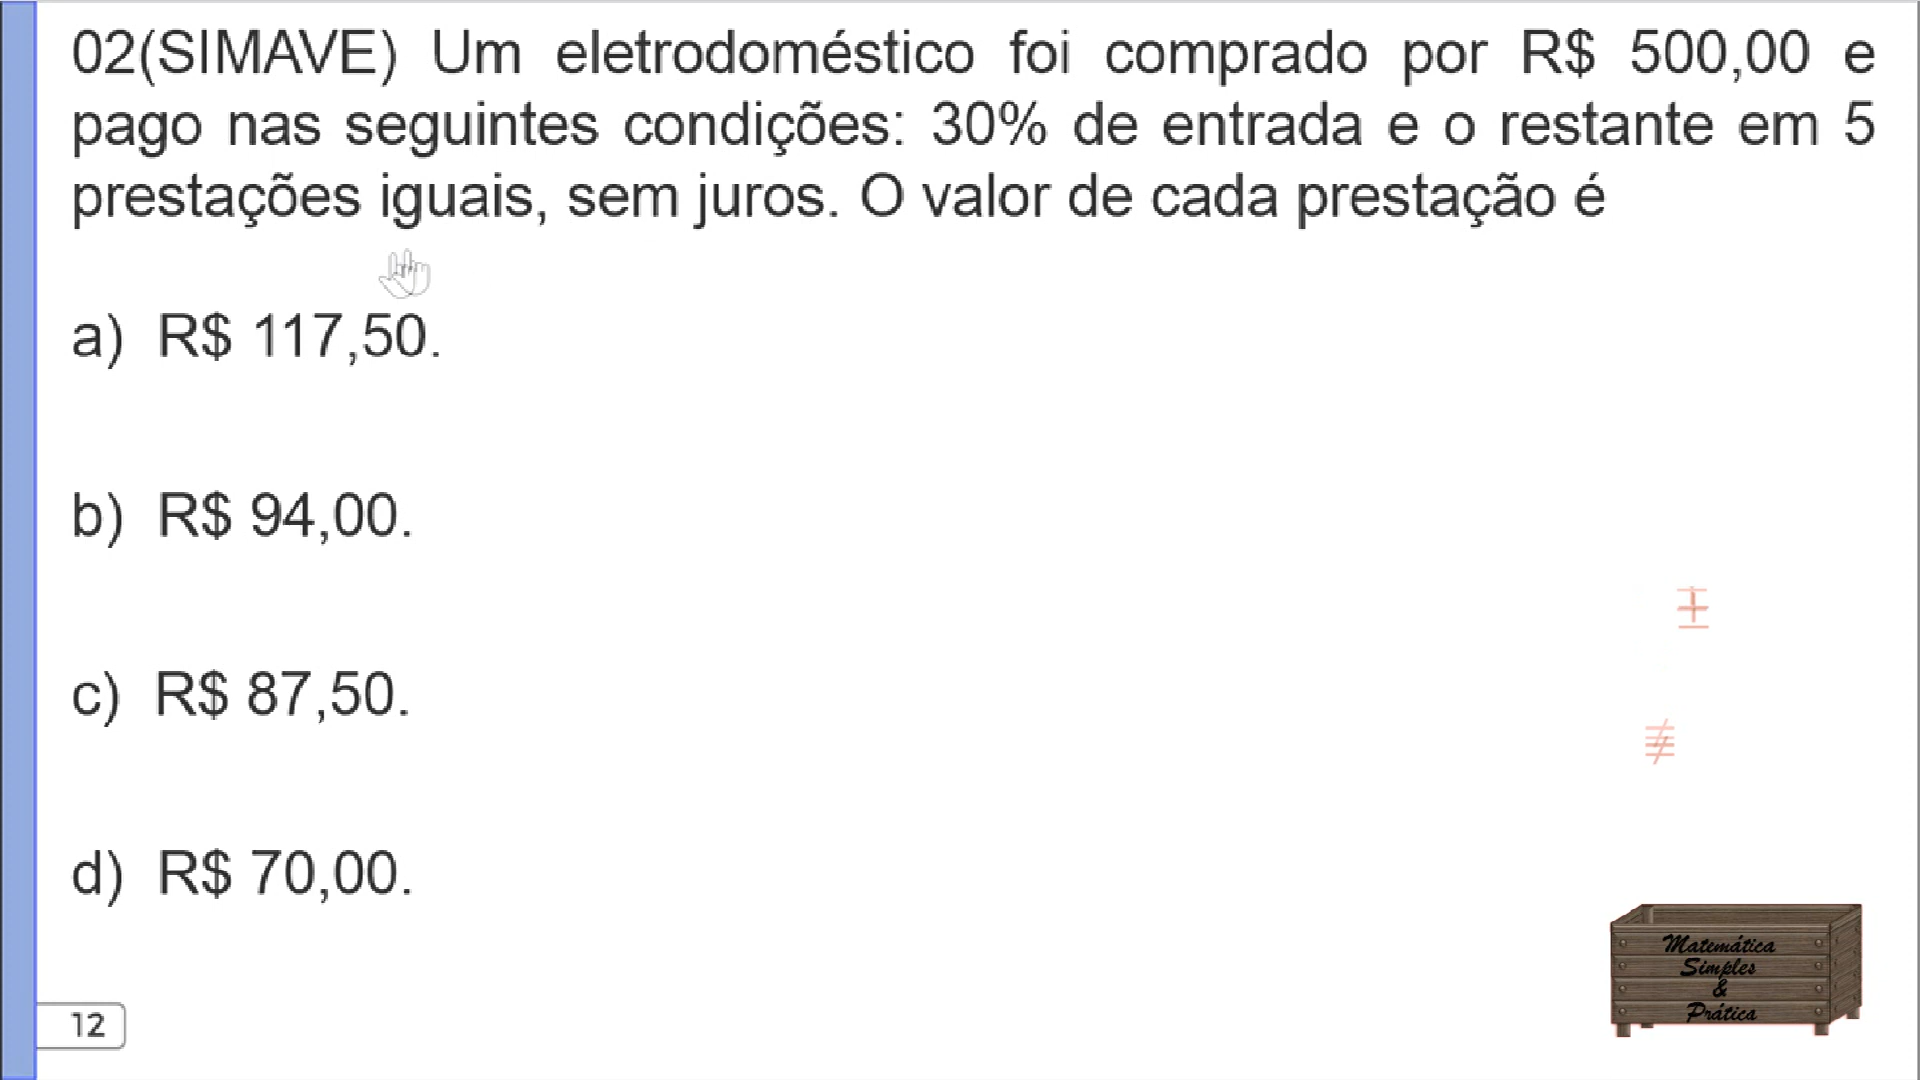 02(SIMAVE) Um eletrodoméstico foi comprado por R$ 500,00 e
pago nas seguintes condições: 30% de entrada e o restante em 5
prestações iguais, sem juros. O valor de cada prestação é
a) R$ 117,50.
b) R$ 94,00.
c) R$ 87,50.
d) R$ 70,00.
Matemática
Simples
&
Prática
12